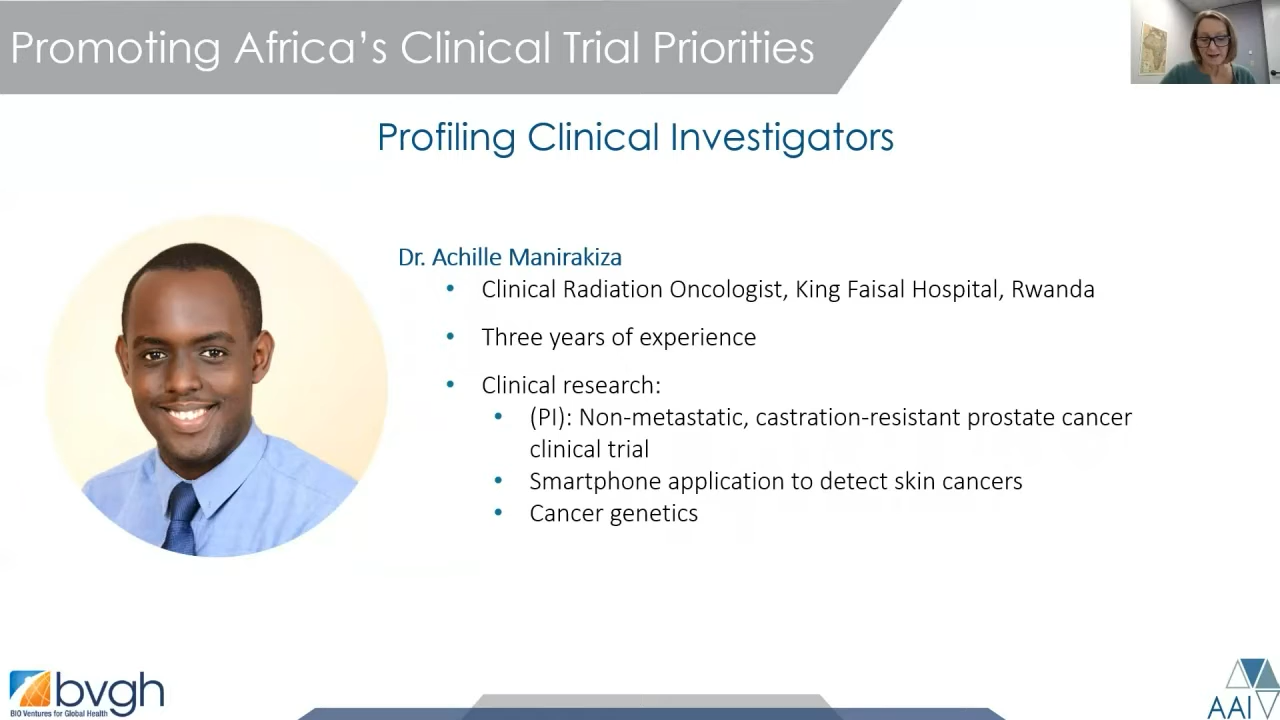 Promoting Africa's Clinical Trial Priorities
Profiling Clinical Investigators
Dr. Achille Manirakiza
• Clinical Radiation Oncologist, King Faisal Hospital, Rwanda
• Three years of experience
• Clinical research:
• (PI): Non-metastatic, castration-resistant prostate cancer
clinical trial
• Smartphone application to detect skin cancers
• Cancer genetics
bvgh
BIO Ventures for Global Health
AAI